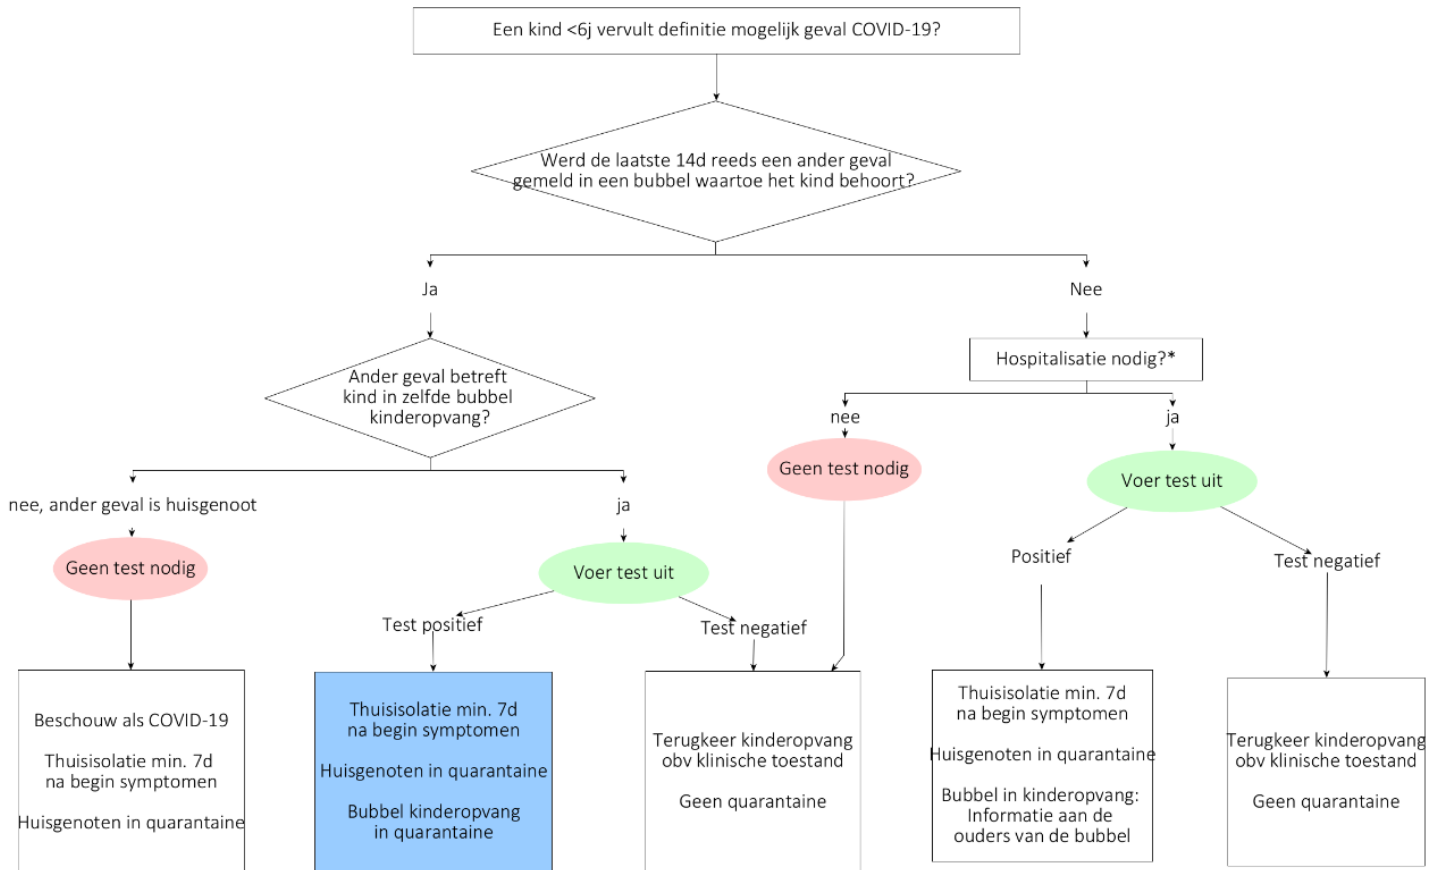 Een kind <6j vervult definitie mogelijk geval COVID-19?
Werd de laatste 14d reeds een ander geval
gemeld in een bubbel waartoe het kind behoort?
Ja
Nee
Ander geval betreft
kind in zelfde bubbel
kinderopvang?
Hospitalisatie nodig?*
nee
ja
Geen test nodig
Voer test uit
nee, ander geval is huisgenoot
ja
Geen test nodig
Voer test uit
Positief
Test negatief
Test positief
Test negatief
Beschouw als COVID-19
Thuisisolatie min. 7d
na begin symptomen
Huisgenoten in quarantaine
Thuisisolatie min. 7d
na begin symptomen
Huisgenoten in quarantaine
Bubbel kinderopvang
in quarantaine
Terugkeer kinderopvang
obv klinische toestand
Geen quarantaine
Thuisisolatie min. 7d
na begin symptomen
Huisgenoten in quarantaine
Bubbel in kinderopvang:
Informatie aan de
ouders van de bubbel
Terugkeer kinderopvang
obv klinische toestand
Geen quarantaine